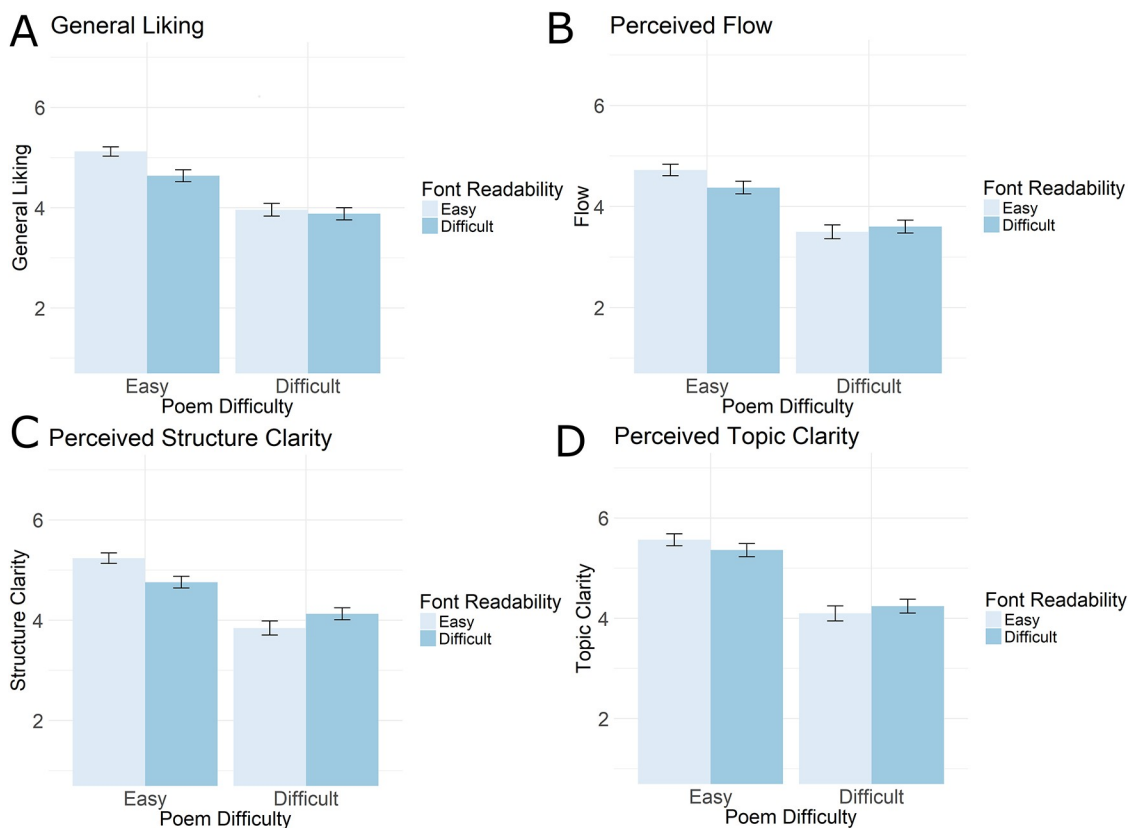 A General Liking
6
4
2
General Liking
Easy Difficult
Poem Difficulty
Font Readability
Easy
Difficult
B Perceived Flow
6
4
2
Flow
Easy Difficult
Poem Difficulty
Font Readability
Easy
Difficult
C Perceived Structure Clarity
6
4
2
Structure Clarity
Easy Difficult
Poem Difficulty
Font Readability
Easy
Difficult
D Perceived Topic Clarity
6
4
2
Topic Clarity
Easy Difficult
Poem Difficulty
Font Readability
Easy
Difficult